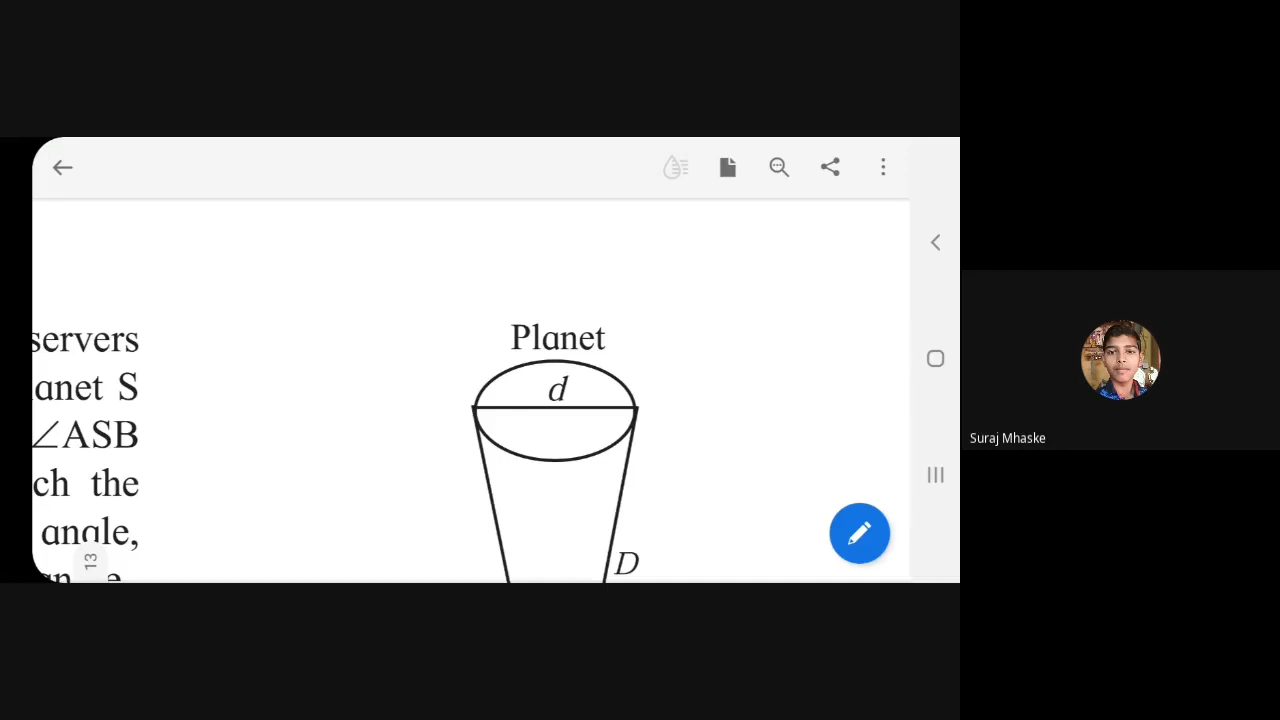 servers
anet S
∠ASB
ch the
angle,
13
Planet
d
D
Suraj Mhaske